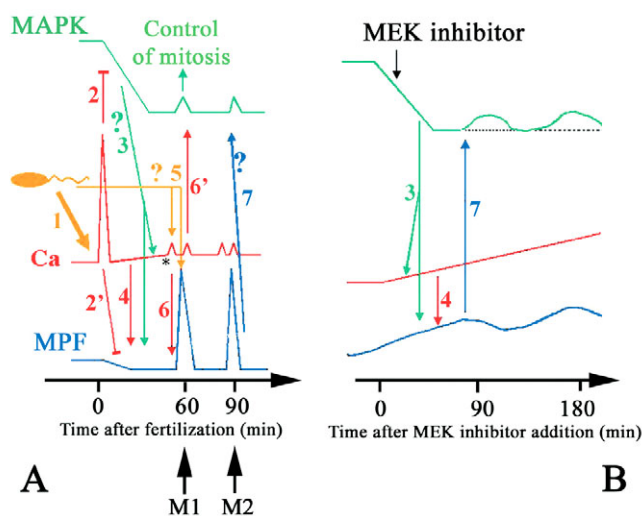 MAPK
Control
of mitosis
2
?
3
?
5
6’
?
7
1
Ca
*
2’
4
6
MPF
0
60
90
Time after fertilization (min)
A
M1
M2
MEK inhibitor
3
7
4
0
90
180
Time after MEK inhibitor addition (min)
B